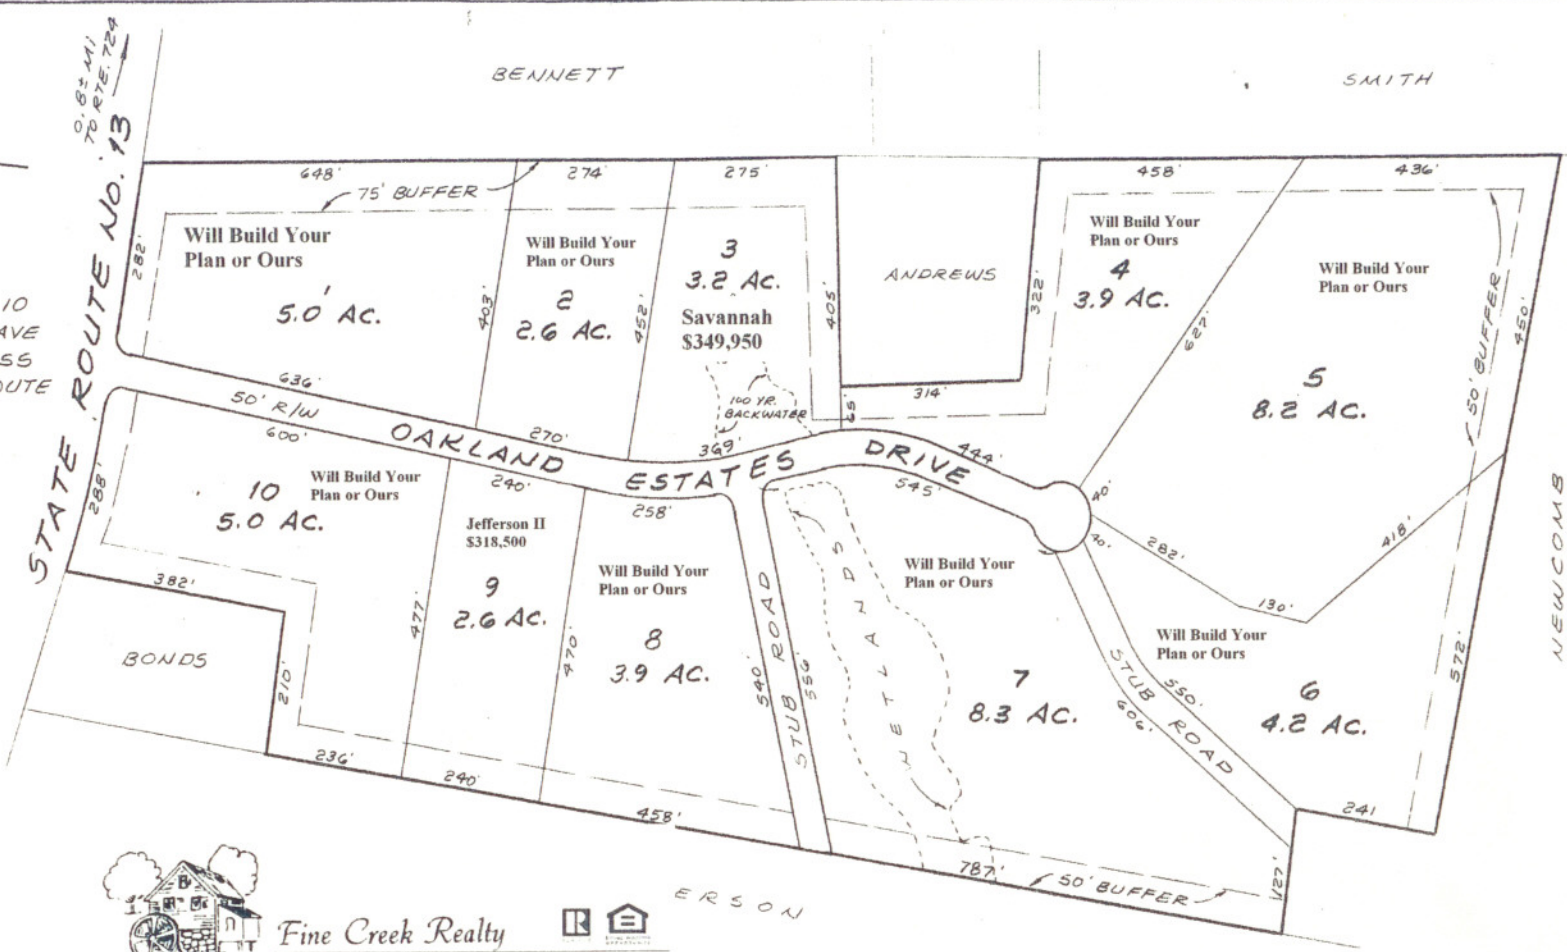 0.8± MI
TO RTE. 724
STATE ROUTE NO. 13
BENNETT
SMITH
10
AVE
SS
OUTE
648'
274'
275'
458'
436'
75' BUFFER
282'
Will Build Your
Plan or Ours
1
5.0 AC.
403'
Will Build Your
Plan or Ours
2
2.6 AC.
452'
3
3.2 AC.
Savannah
$349,950
100 YR.
BACKWATER
405'
65'
ANDREWS
322'
314'
Will Build Your
Plan or Ours
4
3.9 AC.
627'
Will Build Your
Plan or Ours
5
8.2 AC.
50' BUFFER
450'
636'
50' R/W
600'
270'
369'
444'
OAKLAND ESTATES DRIVE
240'
258'
545'
40'
40'
288'
10
5.0 AC.
Will Build Your
Plan or Ours
382'
BONDS
210'
236'
477'
Jefferson II
$318,500
9
2.6 AC.
240'
470'
Will Build Your
Plan or Ours
8
3.9 AC.
458'
540'
STUB ROAD
556'
WETLANDS
Will Build Your
Plan or Ours
7
8.3 AC.
787'
50' BUFFER
127'
282'
130'
418'
Will Build Your
Plan or Ours
6
4.2 AC.
STUB ROAD
550'
606'
572'
241
NEWCOMB
ERSON
Fine Creek Realty
R